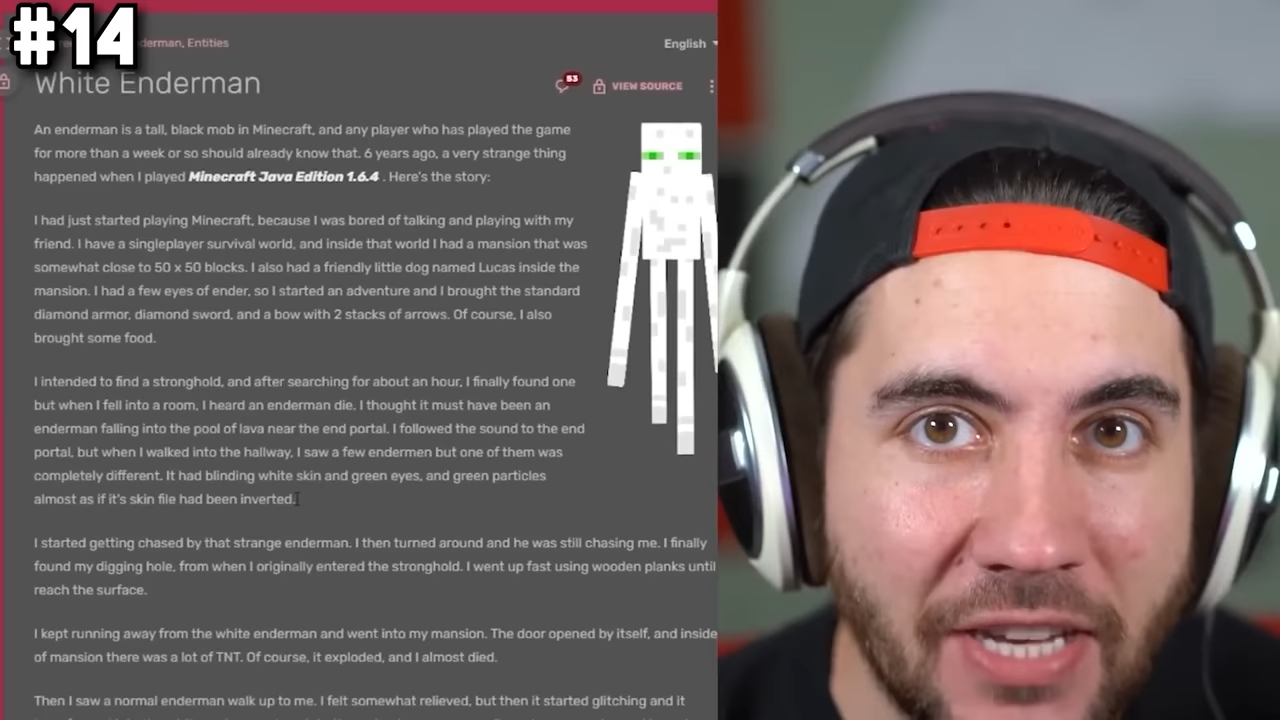 #14
derman, Entities
English
White Enderman
53
VIEW SOURCE
An enderman is a tall, black mob in Minecraft, and any player who has played the game
for more than a week or so should already know that. 6 years ago, a very strange thing
happened when I played Minecraft Java Edition 1.6.4 . Here's the story:
I had just started playing Minecraft, because I was bored of talking and playing with my
friend. I have a singleplayer survival world, and inside that world I had a mansion that was
somewhat close to 50 x 50 blocks. I also had a friendly little dog named Lucas inside the
mansion. I had a few eyes of ender, so I started an adventure and I brought the standard
diamond armor, diamond sword, and a bow with 2 stacks of arrows. Of course, I also
brought some food.
I intended to find a stronghold, and after searching for about an hour, I finally found one
but when I fell into a room, I heard an enderman die. I thought it must have been an
enderman falling into the pool of lava near the end portal. I followed the sound to the end
portal, but when I walked into the hallway, I saw a few endermen but one of them was
completely different. It had blinding white skin and green eyes, and green particles
almost as if it's skin file had been inverted.
I started getting chased by that strange enderman. I then turned around and he was still chasing me. I finally
found my digging hole, from when I originally entered the stronghold. I went up fast using wooden planks until
reach the surface.
I kept running away from the white enderman and went into my mansion. The door opened by itself, and inside
of mansion there was a lot of TNT. Of course, it exploded, and I almost died.
Then I saw a normal enderman walk up to me. I felt somewhat relieved, but then it started glitching and it